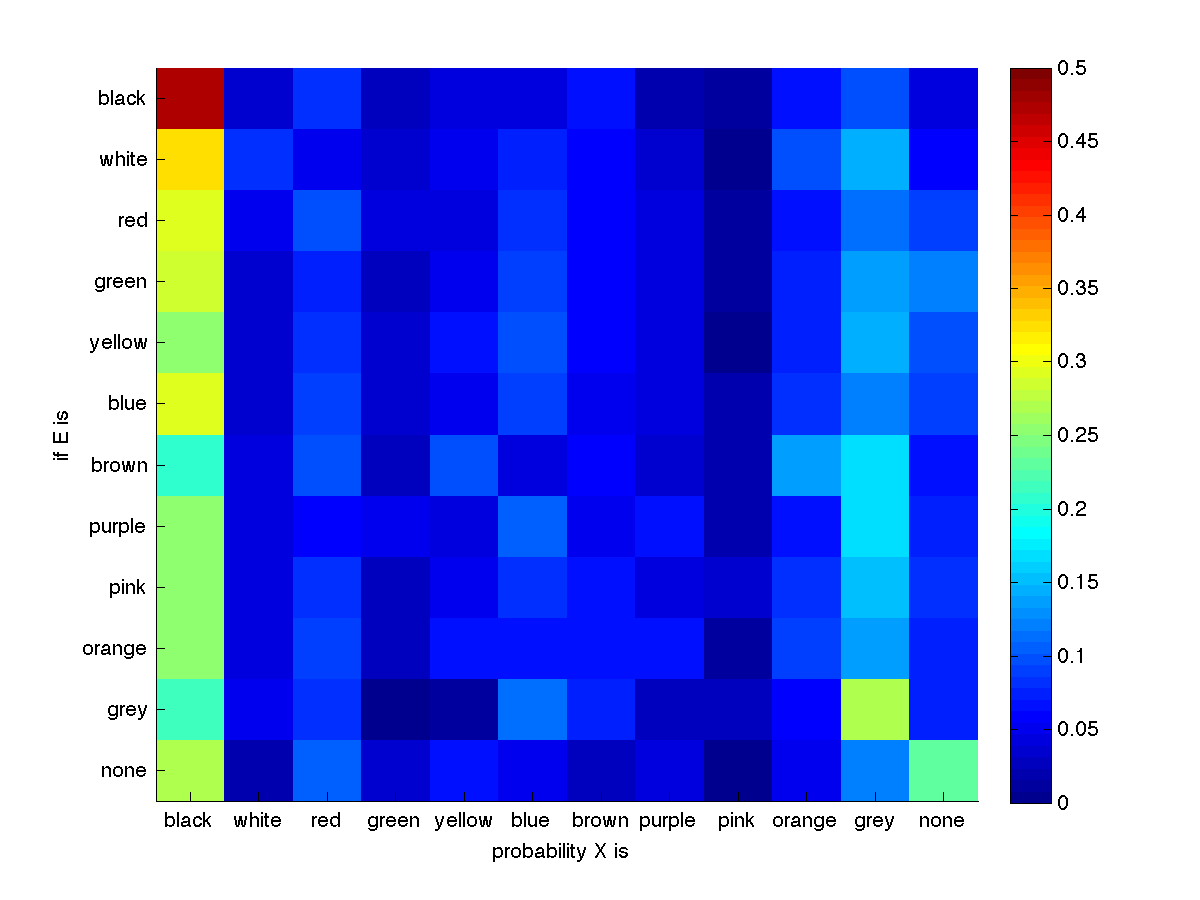 black
white
red
green
yellow
blue
brown
purple
pink
orange
grey
none
if E is
black white red green yellow blue brown purple pink orange grey none
probability X is
0.5
0.45
0.4
0.35
0.3
0.25
0.2
0.15
0.1
0.05
0